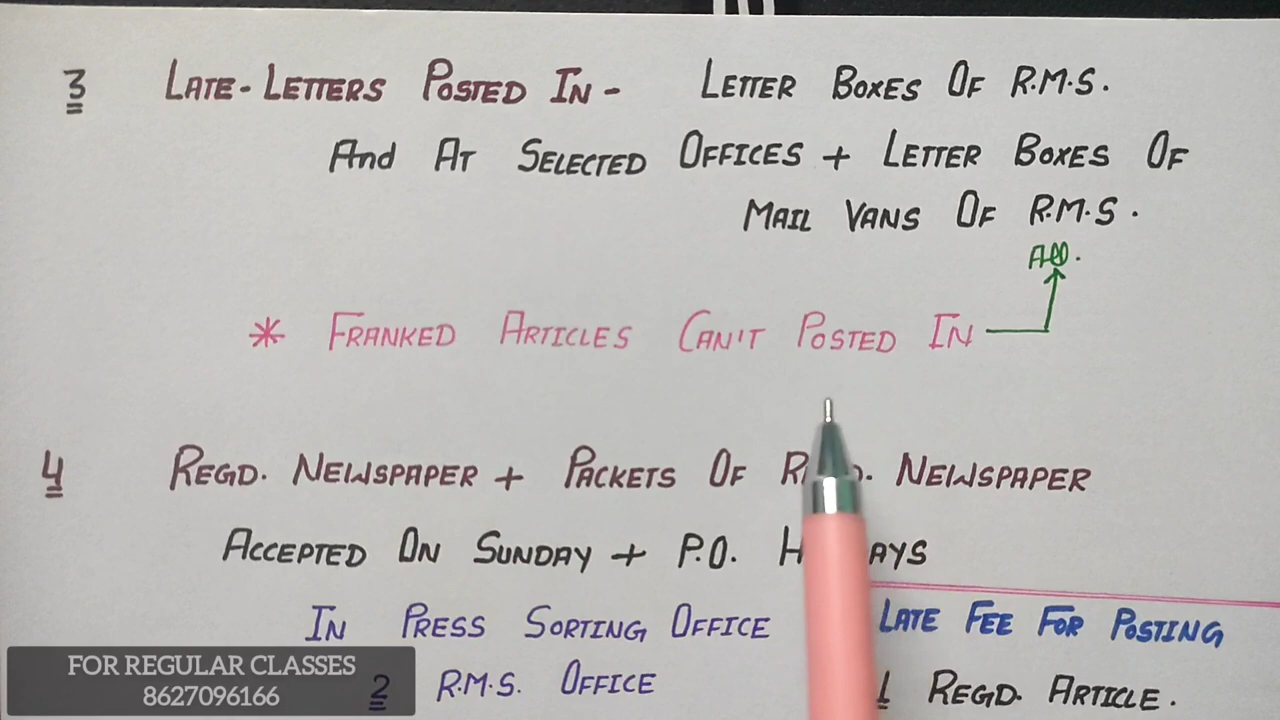 3 LATE-LETTERS POSTED IN- LETTER BOXES OF R.M.S.
And AT SELECTED OFFICES + LETTER BOXES OF
MAIL VANS OF R.M.S.
All.
* FRANKED ARTICLES CAN'T POSTED IN
4 REGD. NEWSPAPER + PACKETS OF NEWSPAPER
ACCEPTED ON SUNDAY + P.O.
IN PRESS SORTING OFFICE
LATE FEE FOR POSTING
2 R.M.S. OFFICE
1 REGD. ARTICLE.
FOR REGULAR CLASSES
8627096166